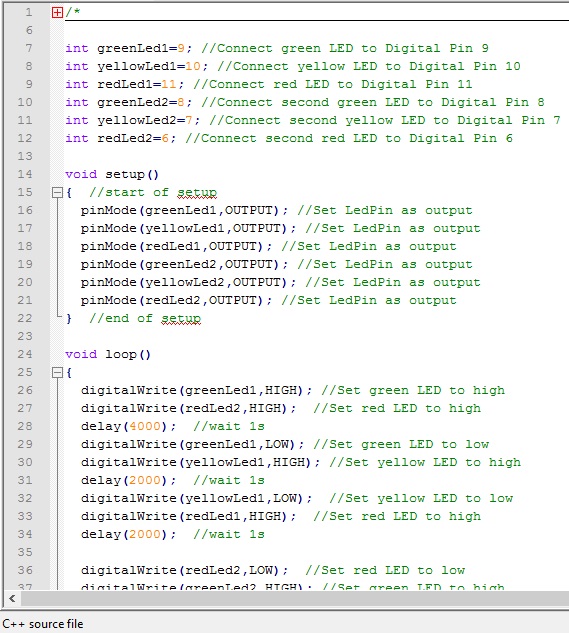 1 /*
6
7 int greenLed1=9; //Connect green LED to Digital Pin 9
8 int yellowLed1=10; //Connect yellow LED to Digital Pin 10
9 int redLed1=11; //Connect red LED to Digital Pin 11
10 int greenLed2=8; //Connect second green LED to Digital Pin 8
11 int yellowLed2=7; //Connect second yellow LED to Digital Pin 7
12 int redLed2=6; //Connect second red LED to Digital Pin 6
13
14 void setup()
15 { //start of setup
16 pinMode(greenLed1,OUTPUT); //Set LedPin as output
17 pinMode(yellowLed1,OUTPUT); //Set LedPin as output
18 pinMode(redLed1,OUTPUT); //Set LedPin as output
19 pinMode(greenLed2,OUTPUT); //Set LedPin as output
20 pinMode(yellowLed2,OUTPUT); //Set LedPin as output
21 pinMode(redLed2,OUTPUT); //Set LedPin as output
22 } //end of setup
23
24 void loop()
25 {
26 digitalWrite(greenLed1,HIGH); //Set green LED to high
27 digitalWrite(redLed2,HIGH); //Set red LED to high
28 delay(4000); //wait 1s
29 digitalWrite(greenLed1,LOW); //Set green LED to low
30 digitalWrite(yellowLed1,HIGH); //Set yellow LED to high
31 delay(2000); //wait 1s
32 digitalWrite(yellowLed1,LOW); //Set yellow LED to low
33 digitalWrite(redLed1,HIGH); //Set red LED to high
34 delay(2000); //wait 1s
35
36 digitalWrite(redLed2,LOW); //Set red LED to low
37 digitalWrite(greenLed2,HIGH); //Set green LED to high
C++ source file